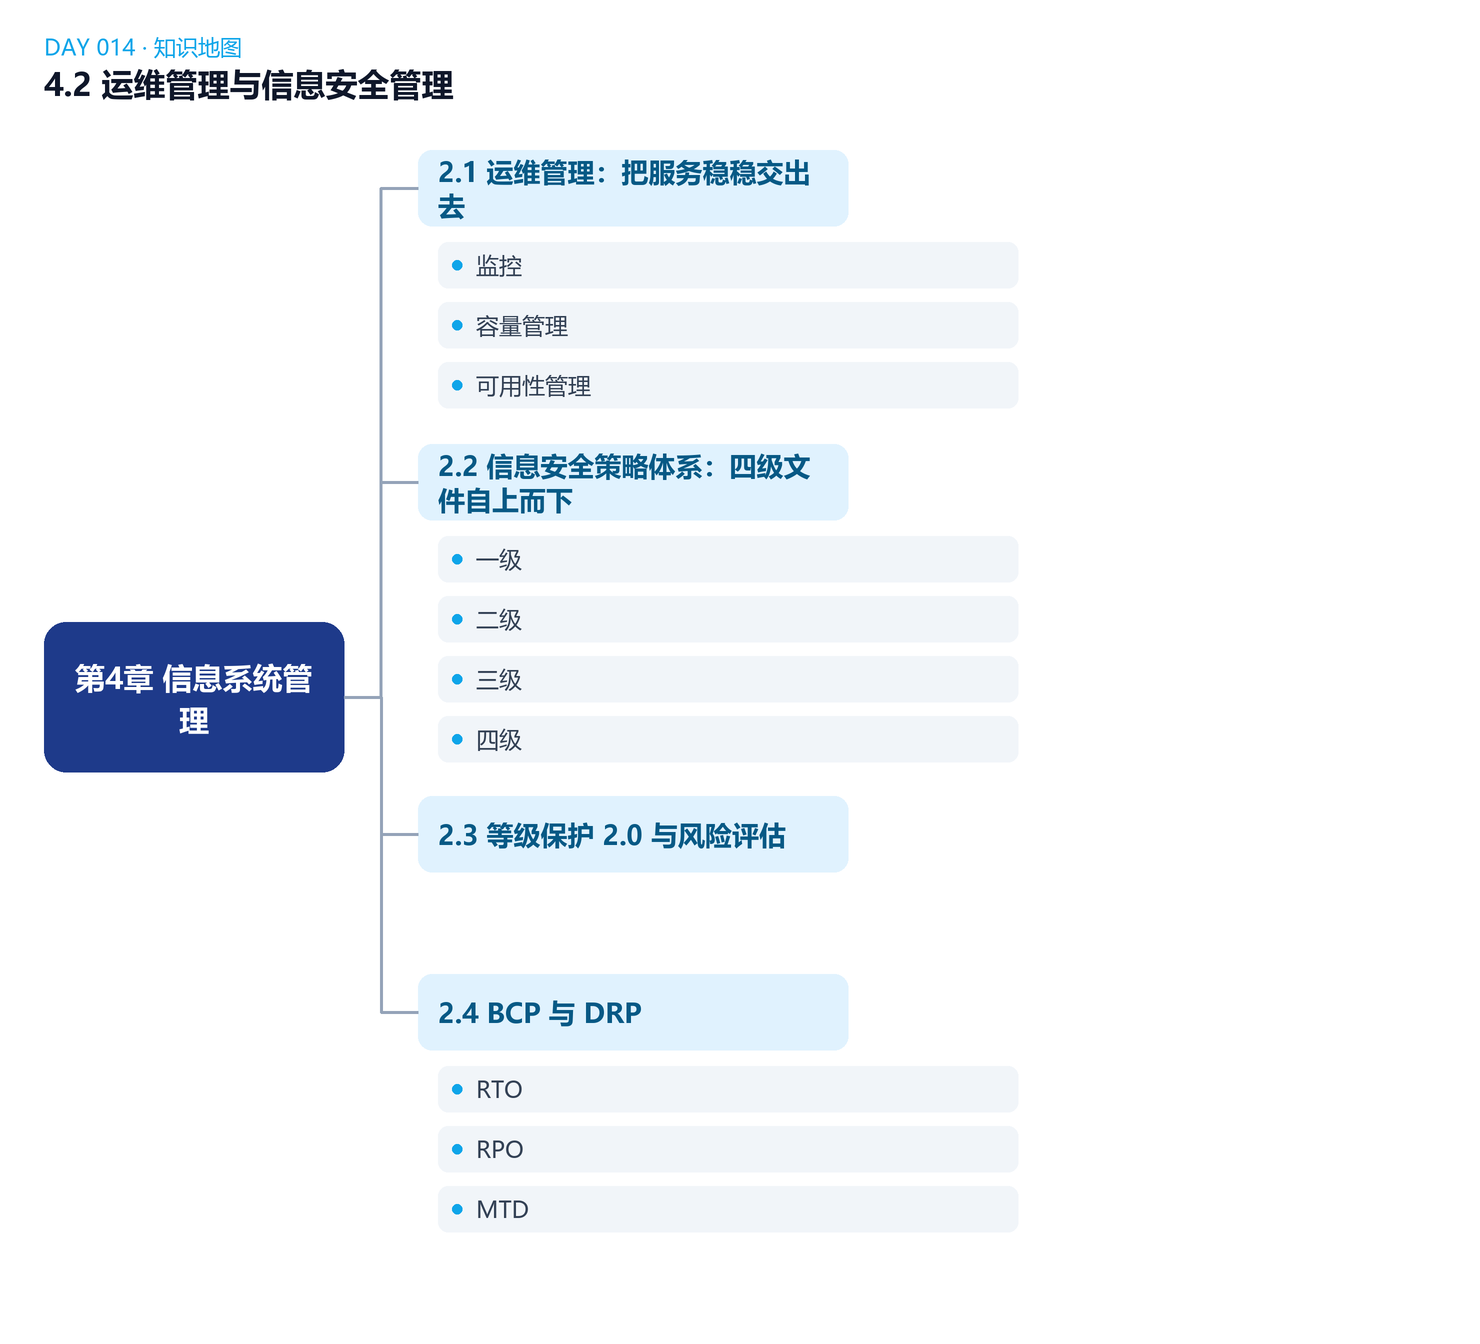 DAY 014 · 知识地图
4.2 运维管理与信息安全管理
2.1 运维管理：把服务稳稳交出
去
监控
容量管理
可用性管理
2.2 信息安全策略体系：四级文
件自上而下
一级
二级
三级
四级
第4章 信息系统管
理
2.3 等级保护 2.0 与风险评估
2.4 BCP 与 DRP
RTO
RPO
MTD